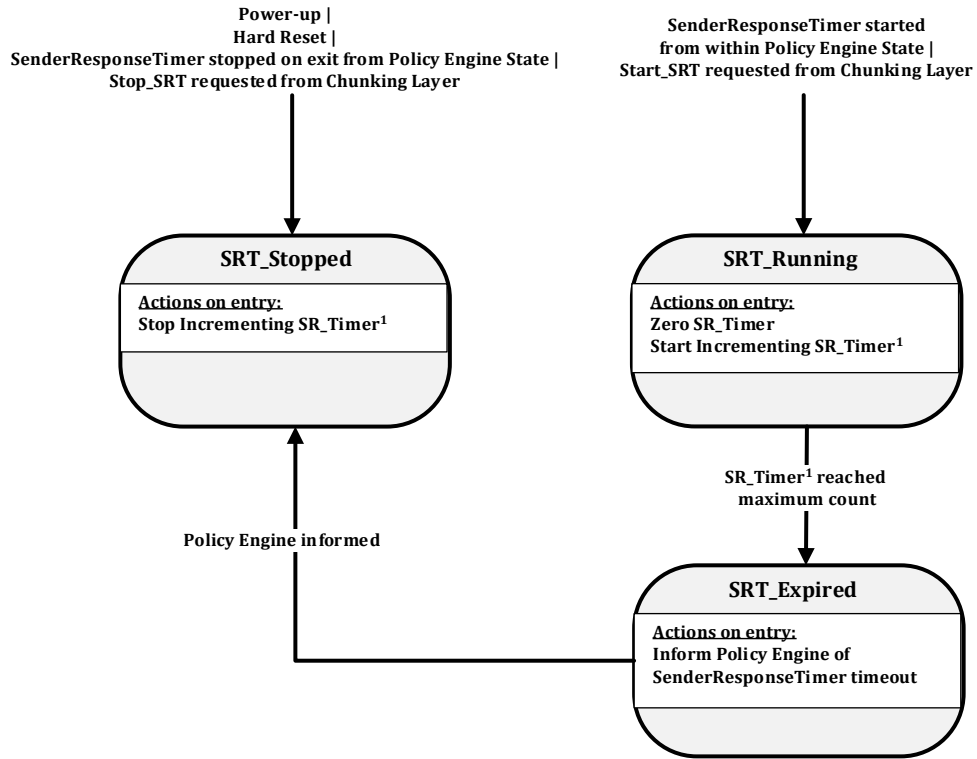 Power-up |
Hard Reset |
SenderResponseTimer stopped on exit from Policy Engine State |
Stop_SRT requested from Chunking Layer
SenderResponseTimer started
from within Policy Engine State |
Start_SRT requested from Chunking Layer
SRT_Stopped
Actions on entry:
Stop Incrementing SR_Timer¹
SRT_Running
Actions on entry:
Zero SR_Timer
Start Incrementing SR_Timer¹
SR_Timer¹ reached
maximum count
Policy Engine informed
SRT_Expired
Actions on entry:
Inform Policy Engine of
SenderResponseTimer timeout